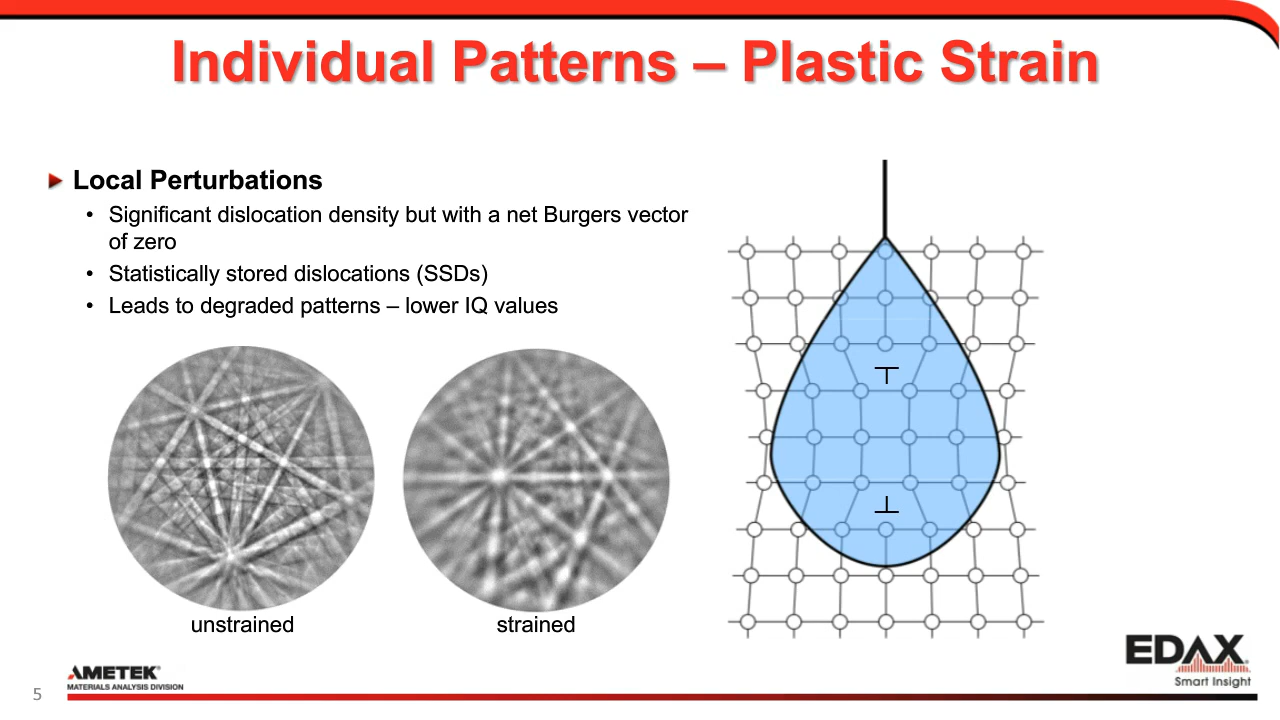 Individual Patterns – Plastic Strain
Local Perturbations
• Significant dislocation density but with a net Burgers vector
of zero
• Statistically stored dislocations (SSDs)
• Leads to degraded patterns – lower IQ values
unstrained
strained
5
AMETEK®
MATERIALS ANALYSIS DIVISION
EDAX
Smart Insight